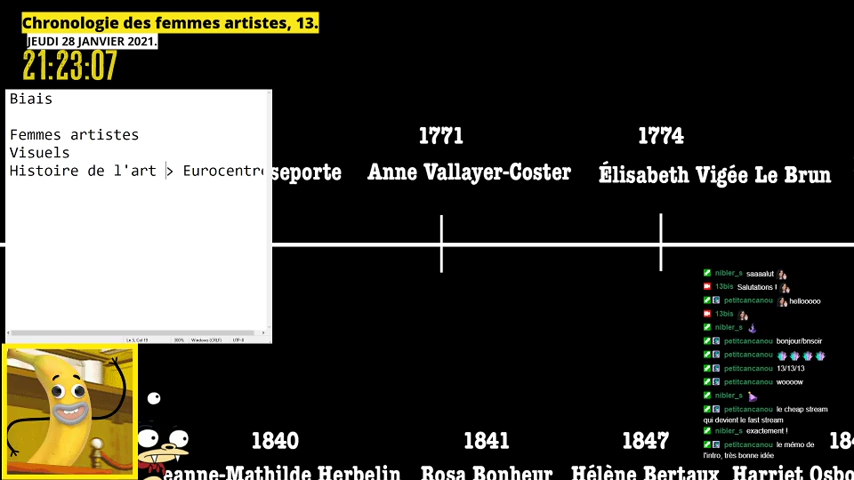 Chronologie des femmes artistes, 13.
JEUDI 28 JANVIER 2021.
21:23:07
Biais
Femmes artistes
Visuels
Histoire de l'art > Eurocentre
1771
1774
seporte
Anne Vallayer-Coster
Élisabeth Vigée Le Brun
nibler_s saaaalut
13bis Salutations !
petitcancanou hellooooo
13bis
nibler_s
petitcancanou bonjour/bnsoir
petitcancanou
petitcancanou 13/13/13
petitcancanou woooow
nibler_s
petitcancanou le cheap stream
qui devient le fast stream
nibler_s exactement !
petitcancanou le mémo de
l'intro, très bonne idée
1840
1841
1847
184
eanne-Mathilde Herbelin
Rosa Bonheur
Hélène Bertaux
Harriet Osbo